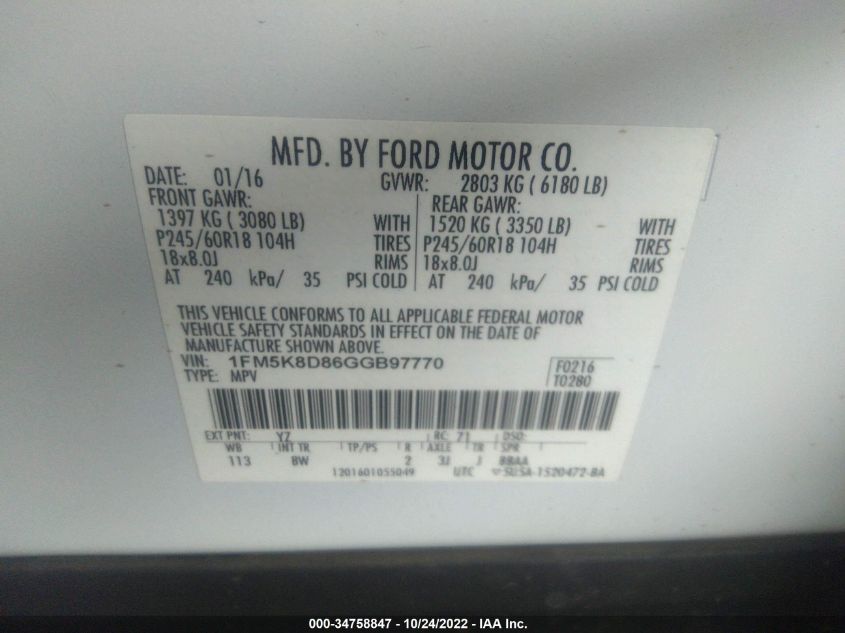 MFD. BY FORD MOTOR CO.
DATE: 01/16 GVWR: 2803 KG ( 6180 LB)
FRONT GAWR: REAR GAWR:
1397 KG ( 3080 LB) WITH 1520 KG ( 3350 LB) WITH
P245/60R18 104H TIRES P245/60R18 104H TIRES
18x8.0J RIMS 18x8.0J RIMS
AT 240 kPa/ 35 PSI COLD AT 240 kPa/ 35 PSI COLD
THIS VEHICLE CONFORMS TO ALL APPLICABLE FEDERAL MOTOR
VEHICLE SAFETY STANDARDS IN EFFECT ON THE DATE OF
MANUFACTURE SHOWN ABOVE.
VIN: 1FM5K8D86GGB97770 F0216
TYPE: MPV T0280
EXT PNT: YZ RC: 71 DSO:
WB INT TR TP/PS R AXLE TR SPR
113 BW 2 3J J BBAA
1201601055049 UTC 5U5A-1520472-BA
000-34758847 - 10/24/2022 - IAA Inc.